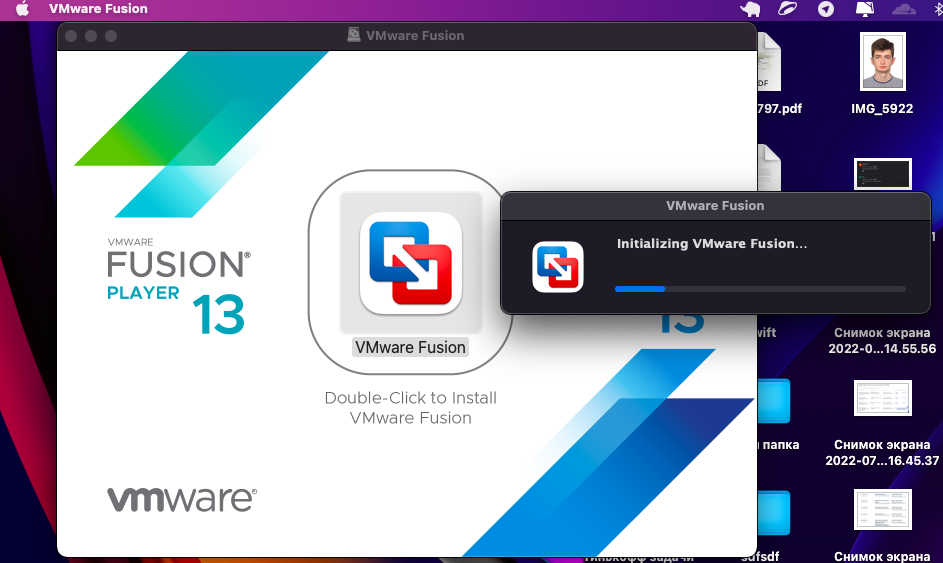 VMware Fusion
VMware Fusion
VMWARE
FUSION®
PLAYER
13
VMware Fusion
Double-Click to Install
VMware Fusion
vmware®
VMware Fusion
Initializing VMware Fusion...
13
797.pdf
IMG_5922
Снимок экрана
2022-0...14.55.56
папка
Снимок экрана
2022-07...16.45.37
задачи
sdfsdf
Снимок экрана